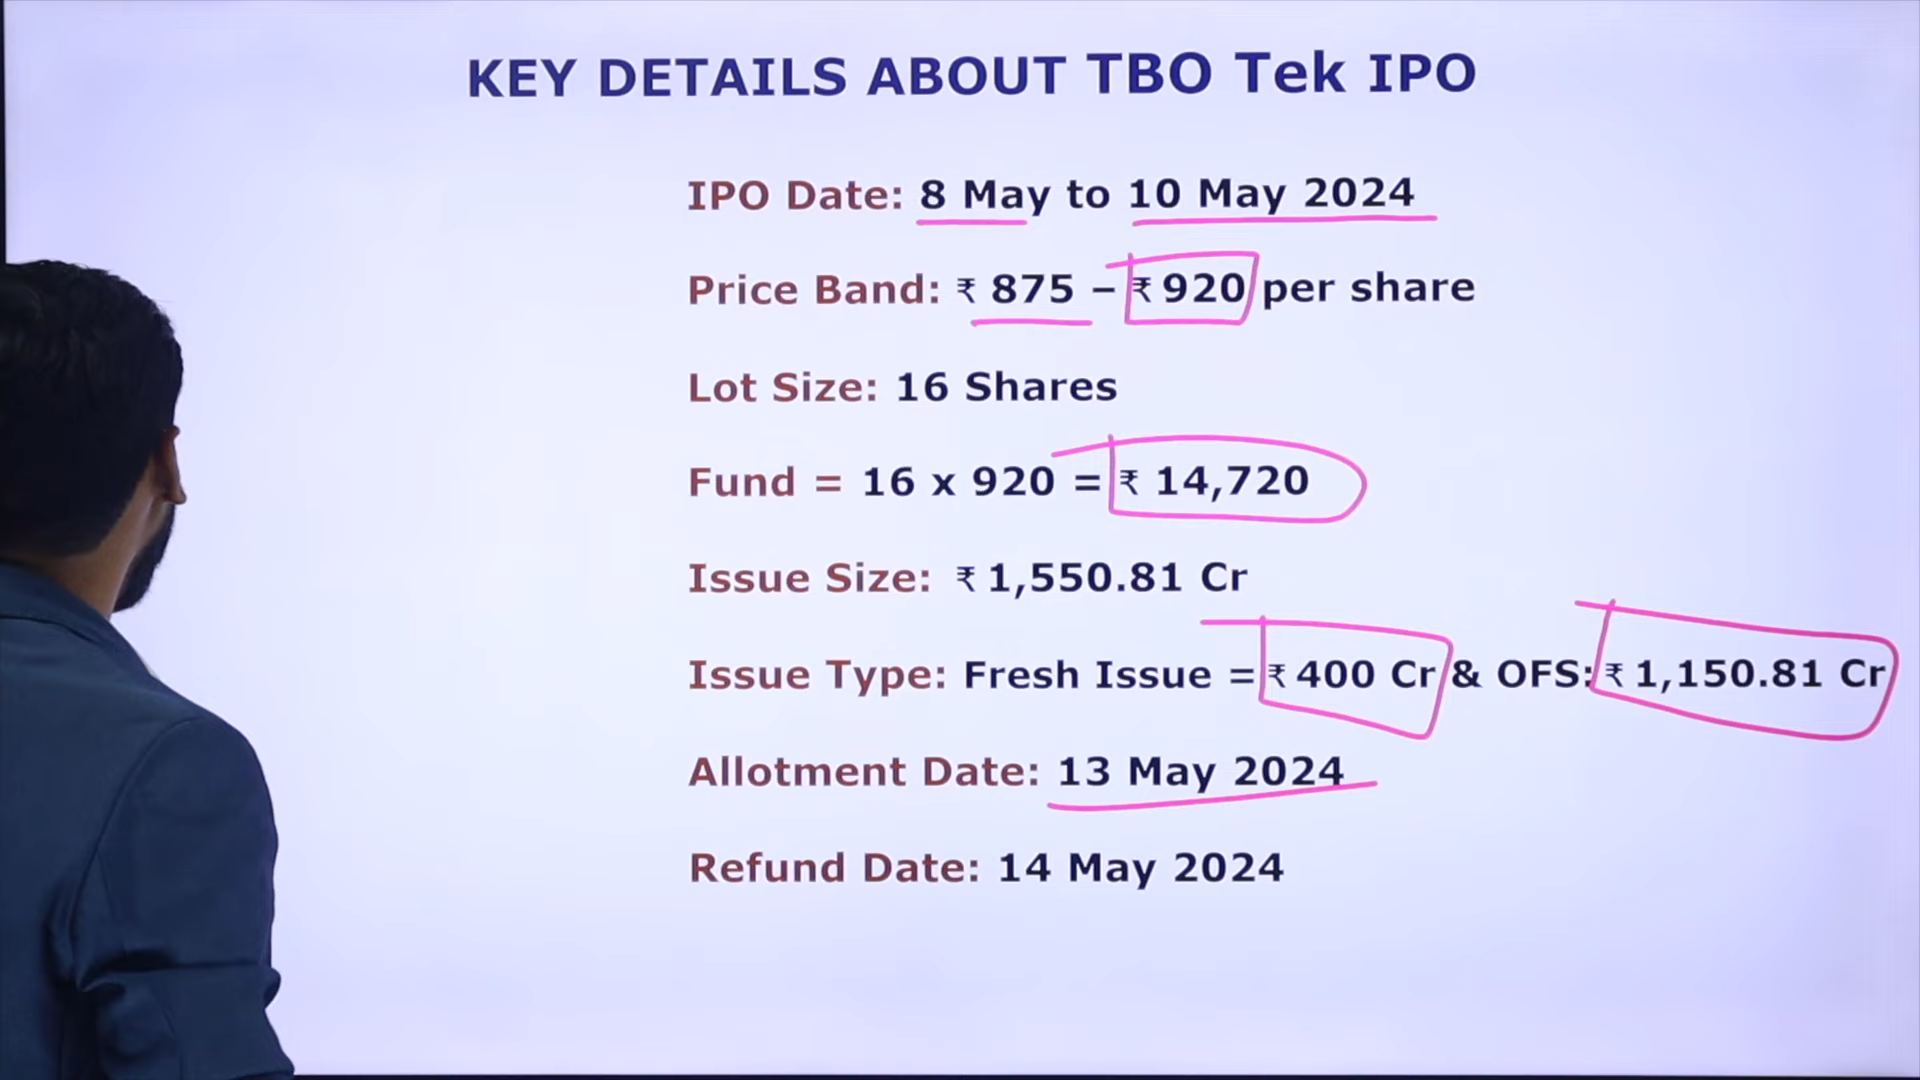 KEY DETAILS ABOUT TBO Tek IPO
IPO Date: 8 May to 10 May 2024
Price Band: ₹ 875 – ₹ 920 per share
Lot Size: 16 Shares
Fund = 16 x 920 = ₹ 14,720
Issue Size: ₹ 1,550.81 Cr
Issue Type: Fresh Issue = ₹ 400 Cr & OFS: ₹ 1,150.81 Cr
Allotment Date: 13 May 2024
Refund Date: 14 May 2024